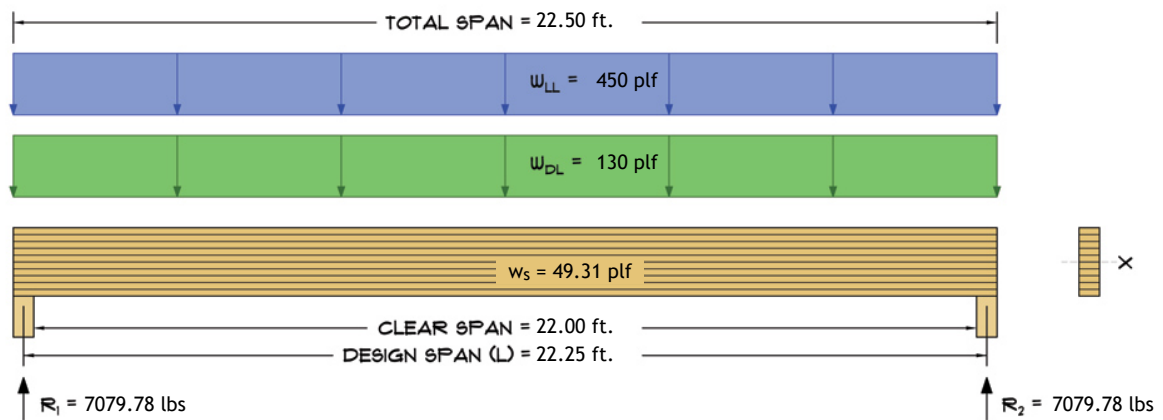 TOTAL SPAN = 22.50 ft.
WLL = 450 plf
WDL = 130 plf
ws = 49.31 plf
X
CLEAR SPAN = 22.00 ft.
DESIGN SPAN (L) = 22.25 ft.
R1 = 7079.78 lbs
R2 = 7079.78 lbs